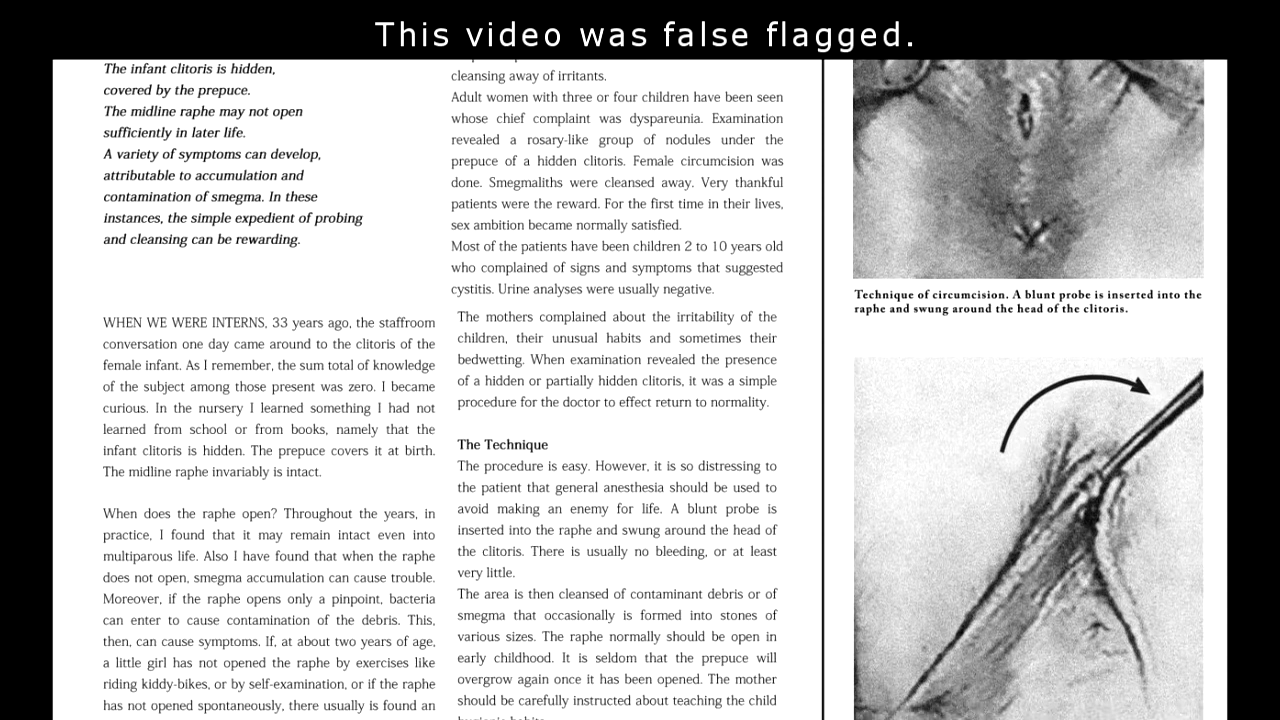 This video was false flagged.
The infant clitoris is hidden,
covered by the prepuce.
The midline raphe may not open
sufficiently in later life.
A variety of symptoms can develop,
attributable to accumulation and
contamination of smegma. In these
instances, the simple expedient of probing
and cleansing can be rewarding.
WHEN WE WERE INTERNS, 33 years ago, the staffroom
conversation one day came around to the clitoris of the
female infant. As I remember, the sum total of knowledge
of the subject among those present was zero. I became
curious. In the nursery I learned something I had not
learned from school or from books, namely that the
infant clitoris is hidden. The prepuce covers it at birth.
The midline raphe invariably is intact.
When does the raphe open? Throughout the years, in
practice, I found that it may remain intact even into
multiparous life. Also I have found that when the raphe
does not open, smegma accumulation can cause trouble.
Moreover, if the raphe opens only a pinpoint, bacteria
can enter to cause contamination of the debris. This,
then, can cause symptoms. If, at about two years of age,
a little girl has not opened the raphe by exercises like
riding kiddy-bikes, or by self-examination, or if the raphe
has not opened spontaneously, there usually is found an
cleansing away of irritants.
Adult women with three or four children have been seen
whose chief complaint was dyspareunia. Examination
revealed a rosary-like group of nodules under the
prepuce of a hidden clitoris. Female circumcision was
done. Smegmaliths were cleansed away. Very thankful
patients were the reward. For the first time in their lives,
sex ambition became normally satisfied.
Most of the patients have been children 2 to 10 years old
who complained of signs and symptoms that suggested
cystitis. Urine analyses were usually negative.
The mothers complained about the irritability of the
children, their unusual habits and sometimes their
bedwetting. When examination revealed the presence
of a hidden or partially hidden clitoris, it was a simple
procedure for the doctor to effect return to normality.
The Technique
The procedure is easy. However, it is so distressing to
the patient that general anesthesia should be used to
avoid making an enemy for life. A blunt probe is
inserted into the raphe and swung around the head of
the clitoris. There is usually no bleeding, or at least
very little.
The area is then cleansed of contaminant debris or of
smegma that occasionally is formed into stones of
various sizes. The raphe normally should be open in
early childhood. It is seldom that the prepuce will
overgrow again once it has been opened. The mother
should be carefully instructed about teaching the child
Technique of circumcision. A blunt probe is inserted into the
raphe and swung around the head of the clitoris.